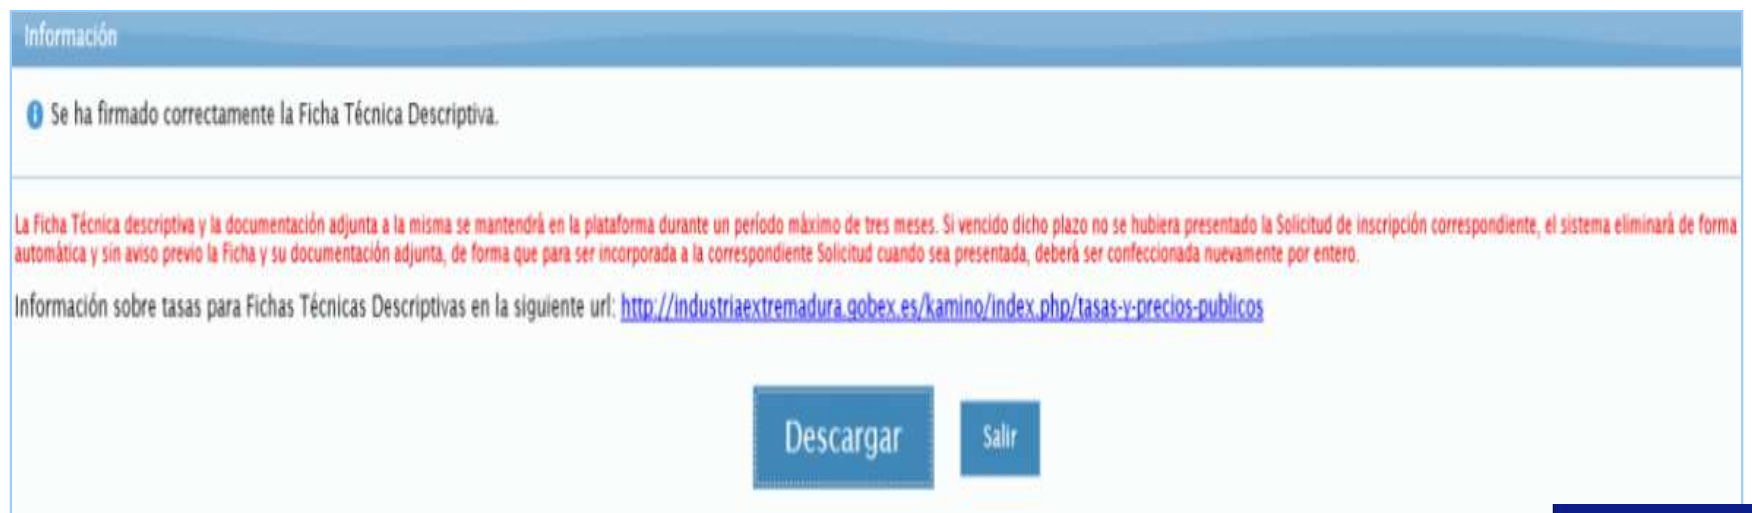 Información
Se ha firmado correctamente la Ficha Técnica Descriptiva.
La Ficha Técnica descriptiva y la documentación adjunta a la misma se mantendrá en la plataforma durante un período máximo de tres meses. Si vencido dicho plazo no se hubiera presentado la Solicitud de inscripción correspondiente, el sistema eliminará de forma
automática y sin aviso previo la Ficha y su documentación adjunta, de forma que para ser incorporada a la correspondiente Solicitud cuando sea presentada, deberá ser confeccionada nuevamente por entero.
Información sobre tasas para Fichas Técnicas Descriptivas en la siguiente url: http://industriaextremadura.gobex.es/kamino/index.php/tasas-y-precios-publicos
Descargar Salir